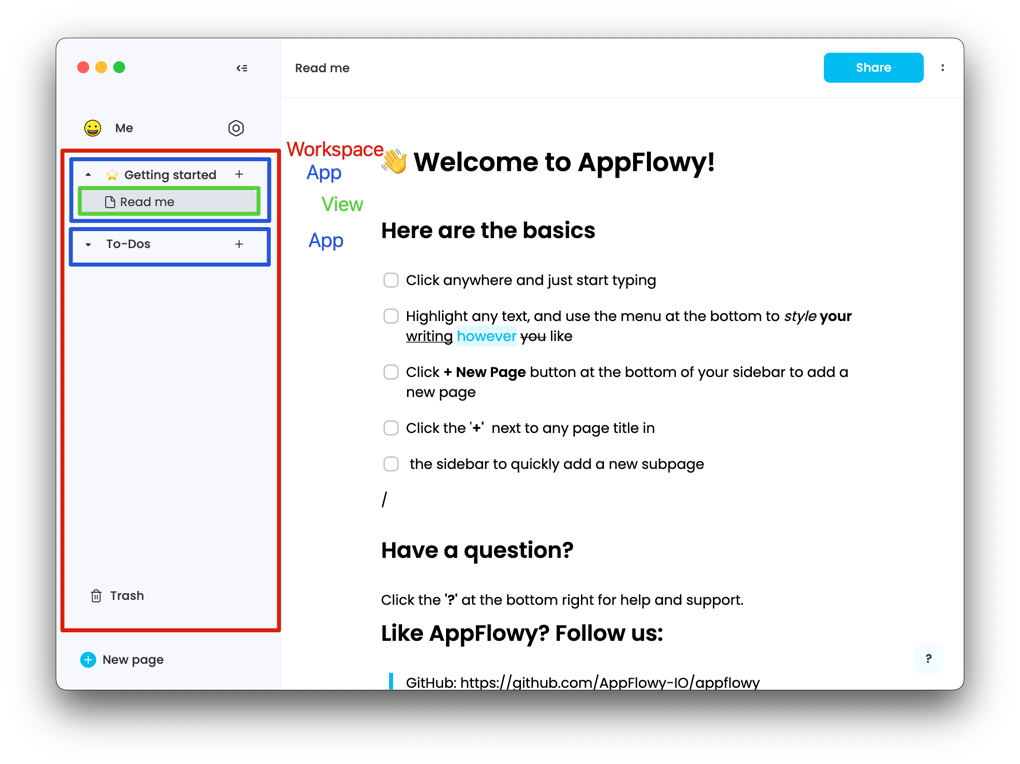 Read me
Share
Me
Workspace
👋 Welcome to AppFlowy!
⭐ Getting started +
App
Read me
View
Here are the basics
To-Dos +
App
Click anywhere and just start typing
Highlight any text, and use the menu at the bottom to style your
writing however you like
Click + New Page button at the bottom of your sidebar to add a
new page
Click the '+' next to any page title in
the sidebar to quickly add a new subpage
/
Have a question?
Trash
Click the '?' at the bottom right for help and support.
Like AppFlowy? Follow us:
+ New page
?
GitHub: https://github.com/AppFlowy-IO/appflowy